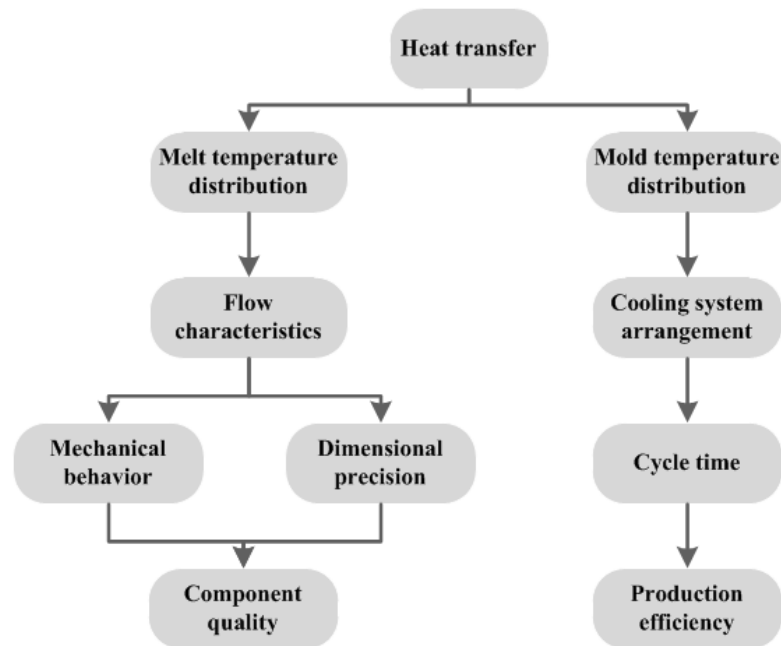 Heat transfer
Melt temperature
distribution
Mold temperature
distribution
Flow
characteristics
Cooling system
arrangement
Mechanical
behavior
Dimensional
precision
Cycle time
Component
quality
Production
efficiency